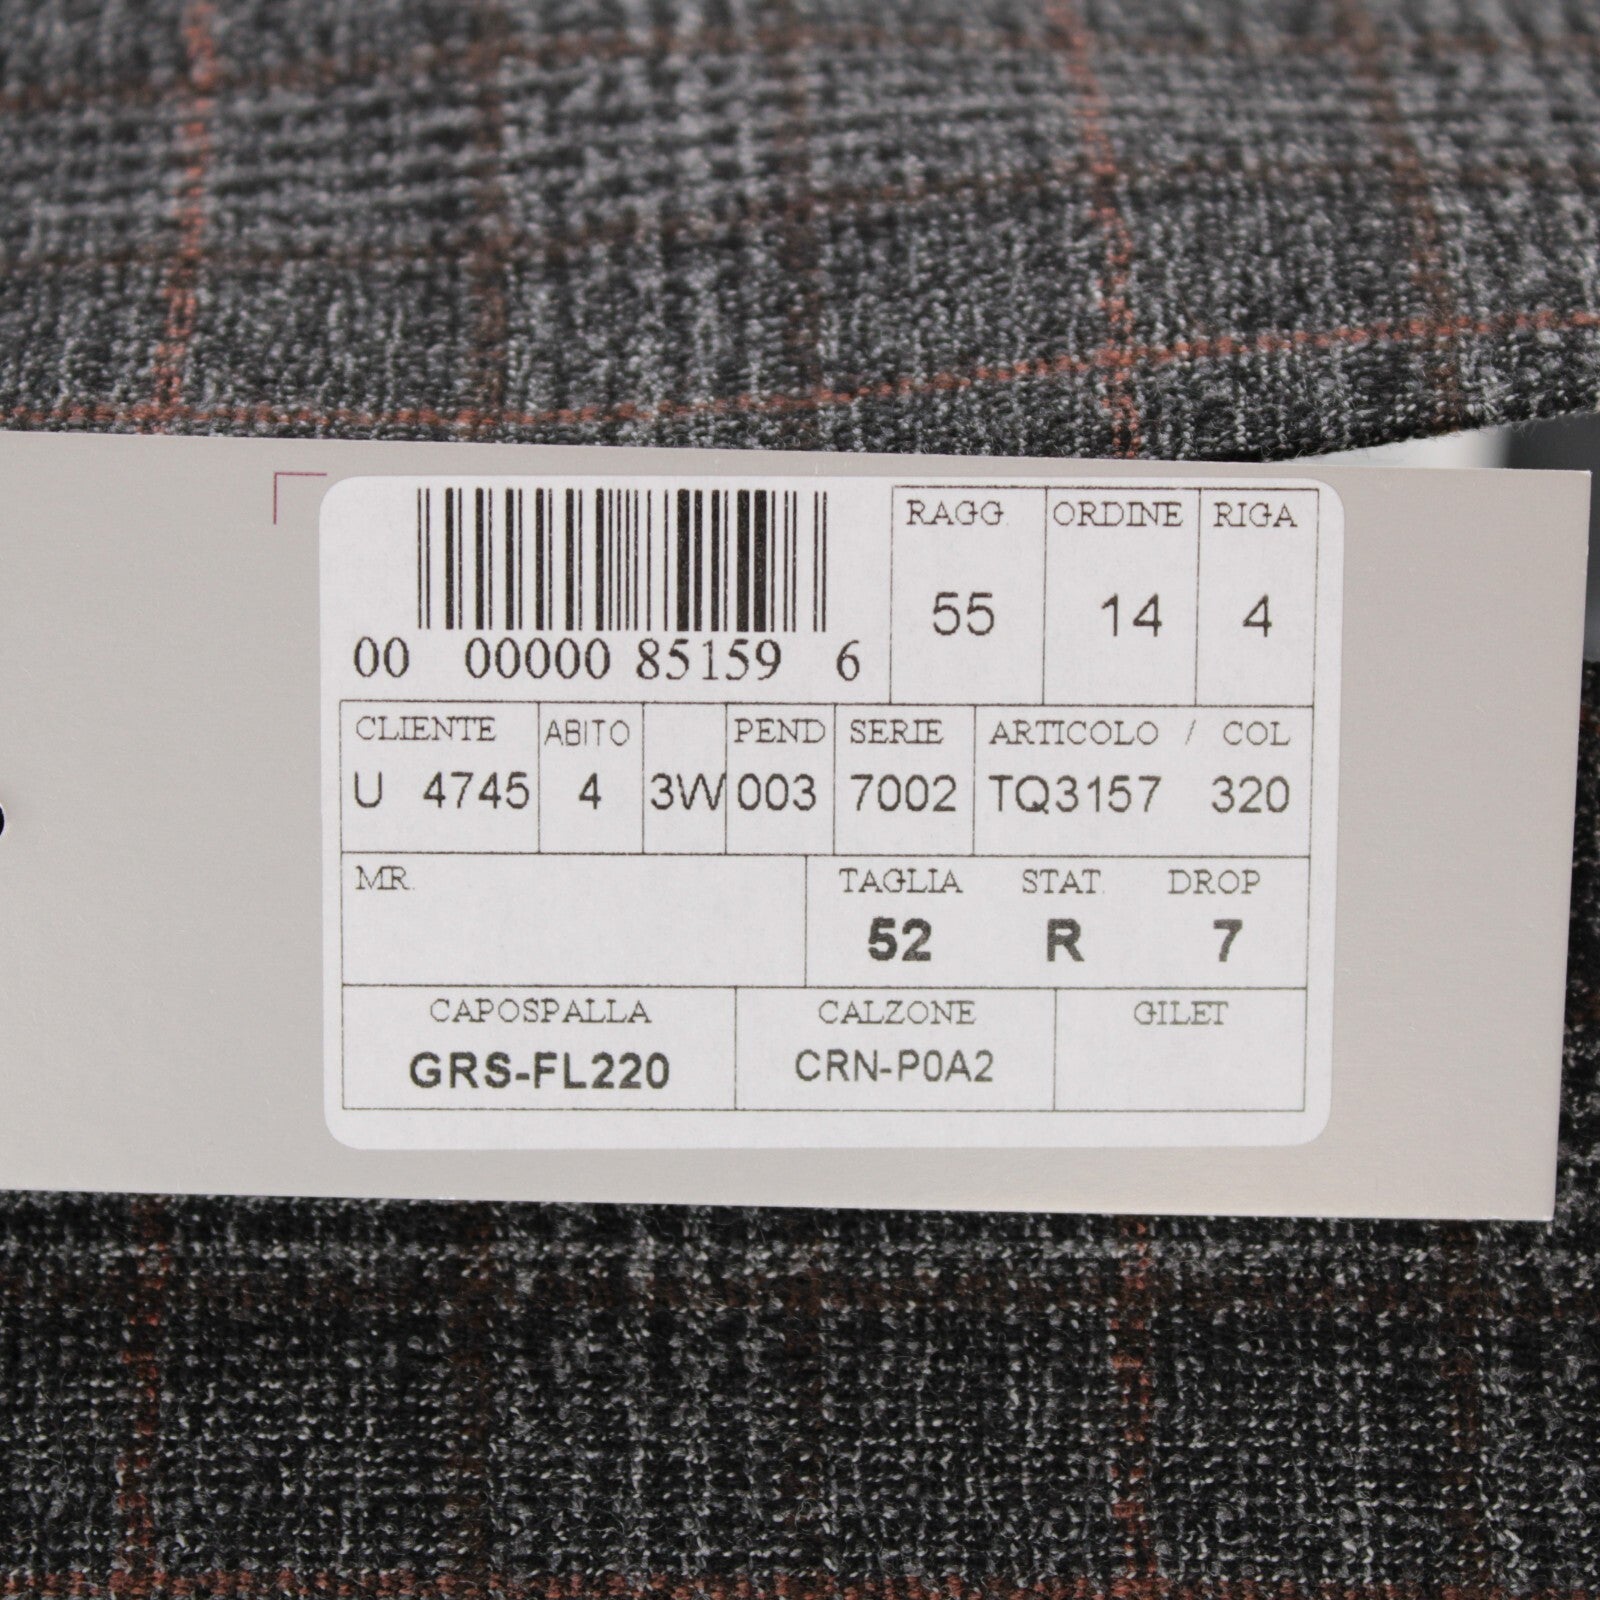 RAGG. ORDINE RIGA
55 14 4
00 00000 85159 6
CLIENTE ABITO PEND SERIE ARTICOLO / COL
U 4745 4 3W 003 7002 TQ3157 320
MR. TAGLIA STAT. DROP
52 R 7
CAPOSPALLA CALZONE GILET
GRS-FL220 CRN-P0A2